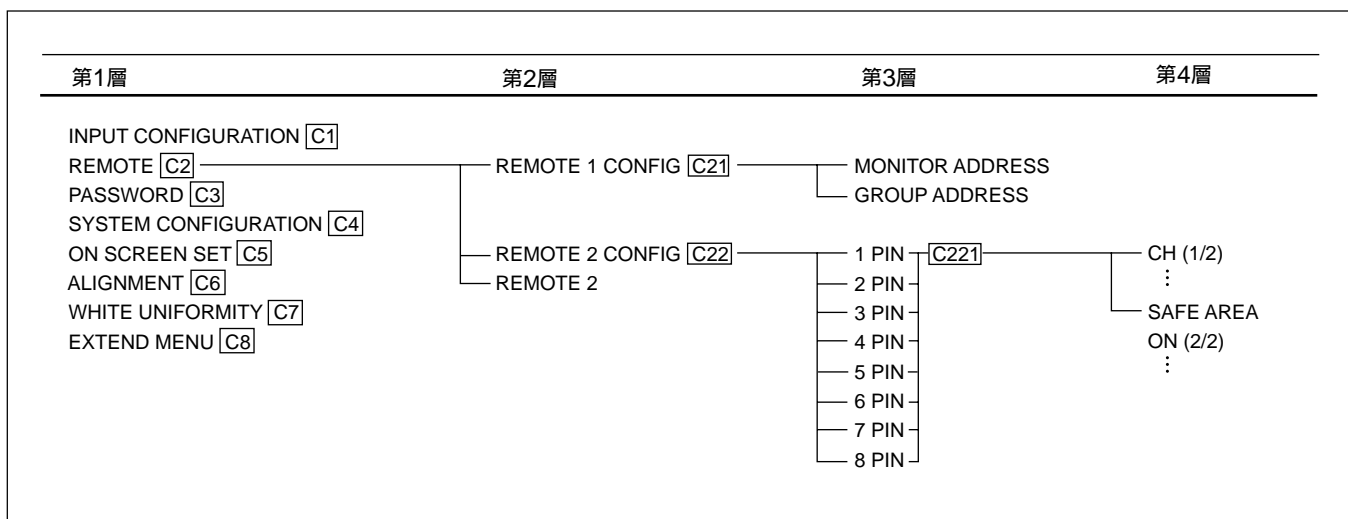 第1層 第2層 第3層 第4層
INPUT CONFIGURATION C1
REMOTE C2 REMOTE 1 CONFIG C21 MONITOR ADDRESS
PASSWORD C3 GROUP ADDRESS
SYSTEM CONFIGURATION C4
ON SCREEN SET C5 REMOTE 2 CONFIG C22 1 PIN C221 CH (1/2)
ALIGNMENT C6 REMOTE 2 2 PIN ⋮
WHITE UNIFORMITY C7 3 PIN SAFE AREA
EXTEND MENU C8 4 PIN ON (2/2)
5 PIN ⋮
6 PIN
7 PIN
8 PIN